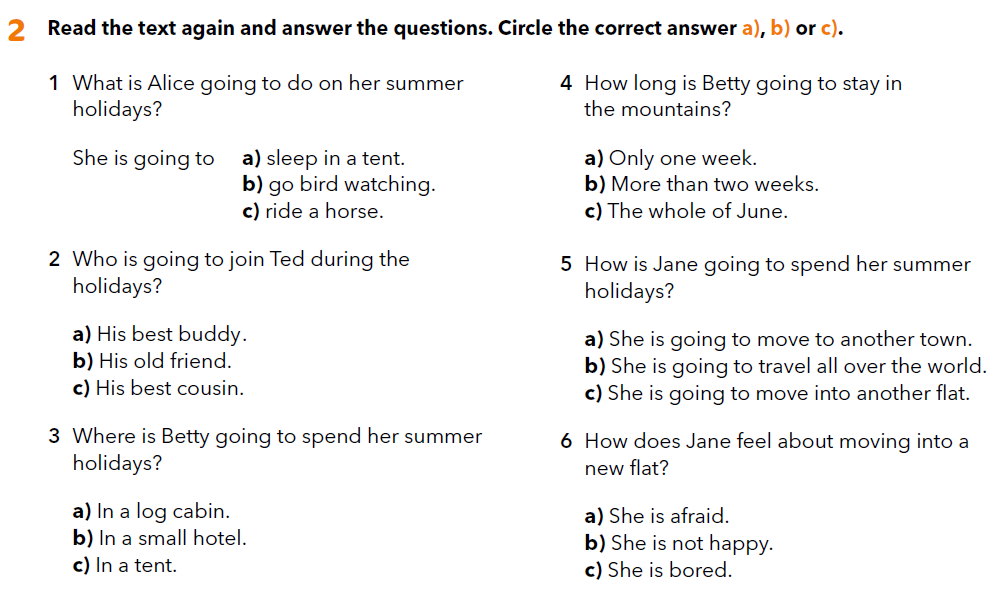 2 Read the text again and answer the questions. Circle the correct answer a), b) or c).
1 What is Alice going to do on her summer
holidays?
She is going to a) sleep in a tent.
b) go bird watching.
c) ride a horse.
2 Who is going to join Ted during the
holidays?
a) His best buddy.
b) His old friend.
c) His best cousin.
3 Where is Betty going to spend her summer
holidays?
a) In a log cabin.
b) In a small hotel.
c) In a tent.
4 How long is Betty going to stay in
the mountains?
a) Only one week.
b) More than two weeks.
c) The whole of June.
5 How is Jane going to spend her summer
holidays?
a) She is going to move to another town.
b) She is going to travel all over the world.
c) She is going to move into another flat.
6 How does Jane feel about moving into a
new flat?
a) She is afraid.
b) She is not happy.
c) She is bored.